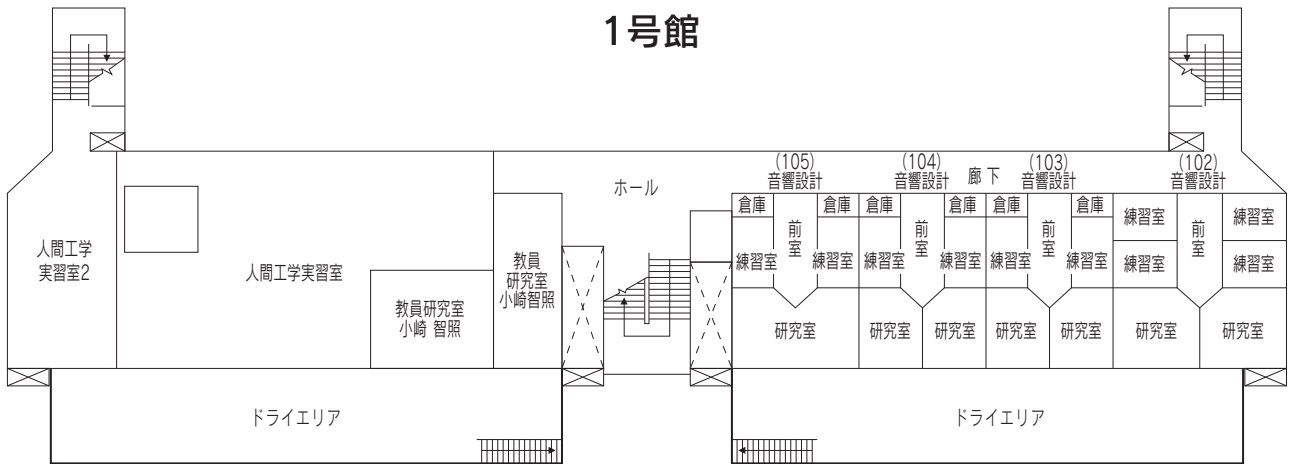 1号館
(105)
音響設計
(104)
音響設計
廊下
(103)
音響設計
(102)
音響設計
ホール
倉庫
倉庫
倉庫
倉庫
倉庫
倉庫
前室
前室
前室
前室
練習室
練習室
練習室
練習室
練習室
練習室
練習室
練習室
練習室
練習室
人間工学
実習室2
人間工学実習室
教員
研究室
小崎智照
教員研究室
小崎 智照
研究室
研究室
研究室
研究室
研究室
研究室
研究室
ドライエリア
ドライエリア